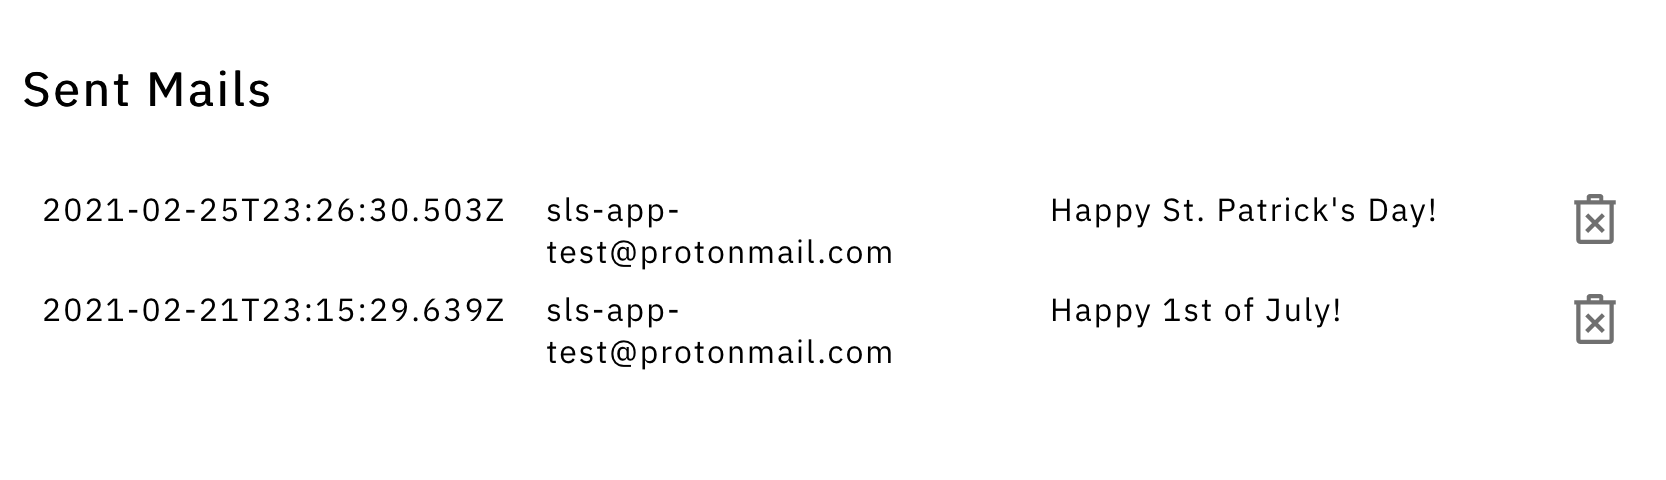 Sent Mails
2021-02-25T23:26:30.503Z sls-app- Happy St. Patrick's Day!
test@protonmail.com
2021-02-21T23:15:29.639Z sls-app- Happy 1st of July!
test@protonmail.com